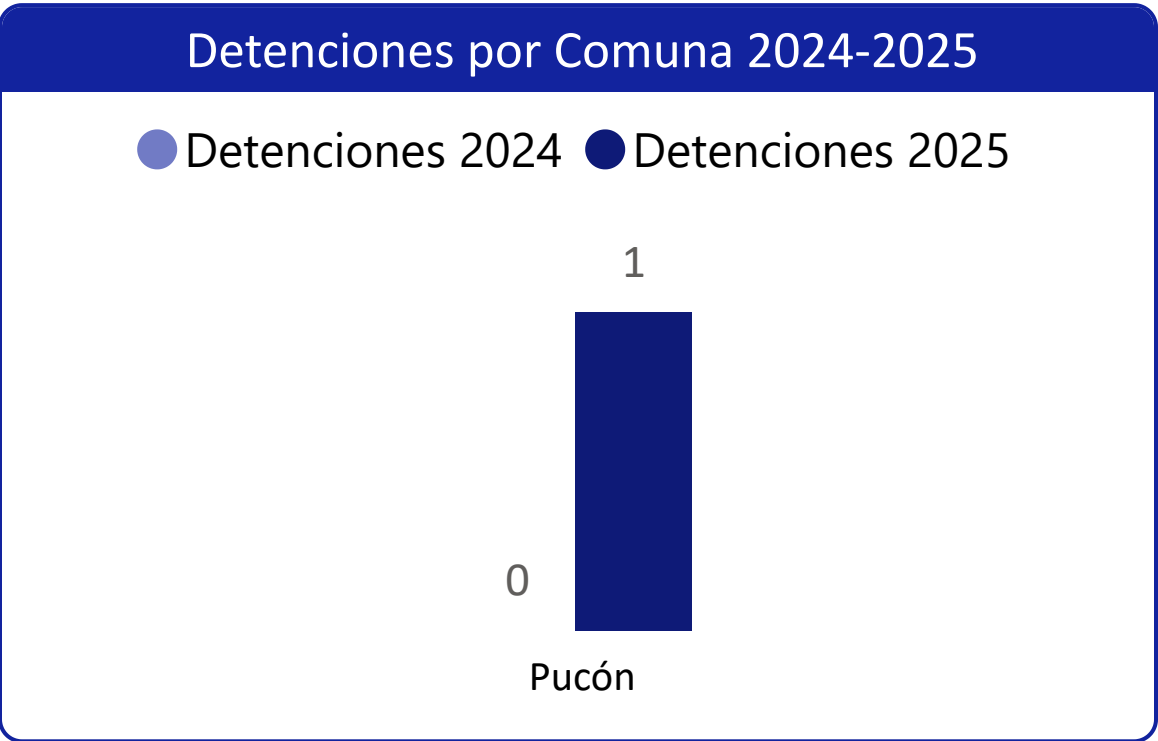 Detenciones por Comuna 2024-2025
Detenciones 2024 Detenciones 2025
1
0
Pucón